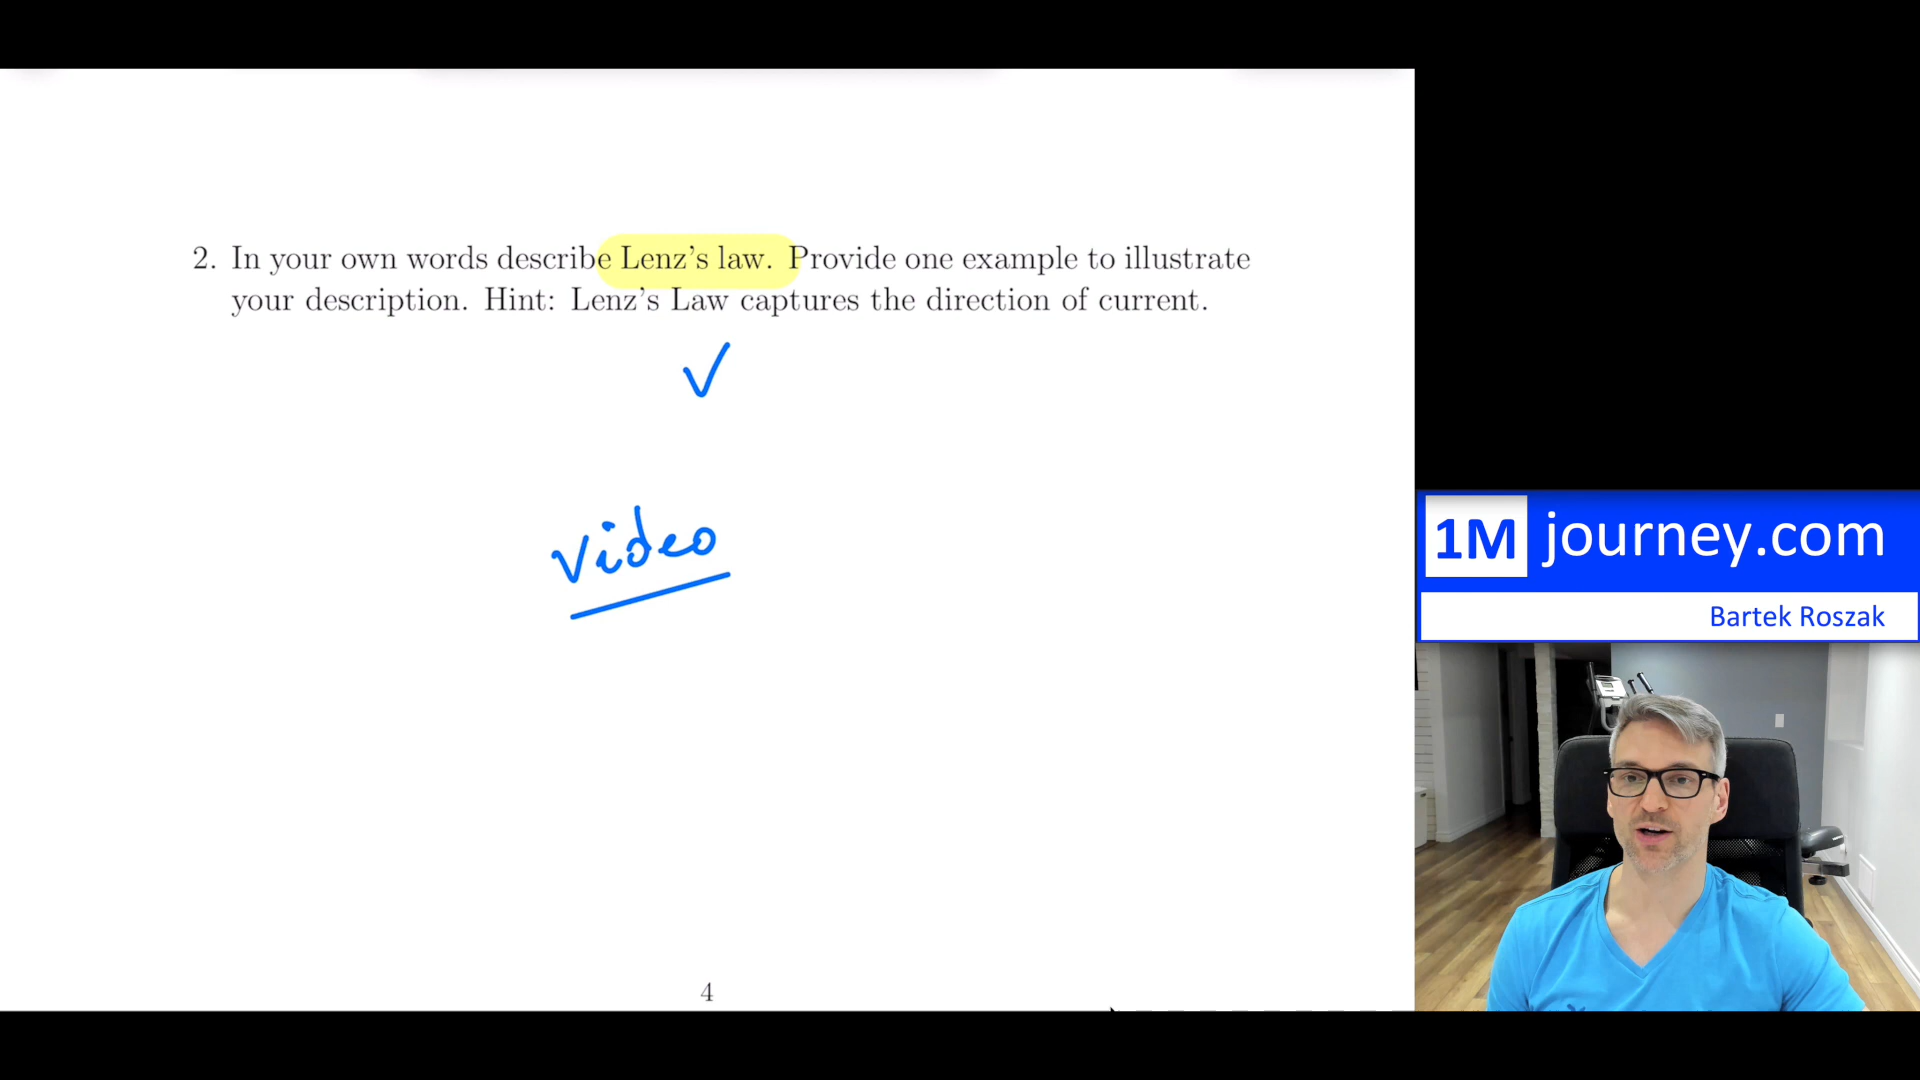 2. In your own words describe Lenz's law. Provide one example to illustrate
your description. Hint: Lenz's Law captures the direction of current.
video
4
1M journey.com
Bartek Roszak